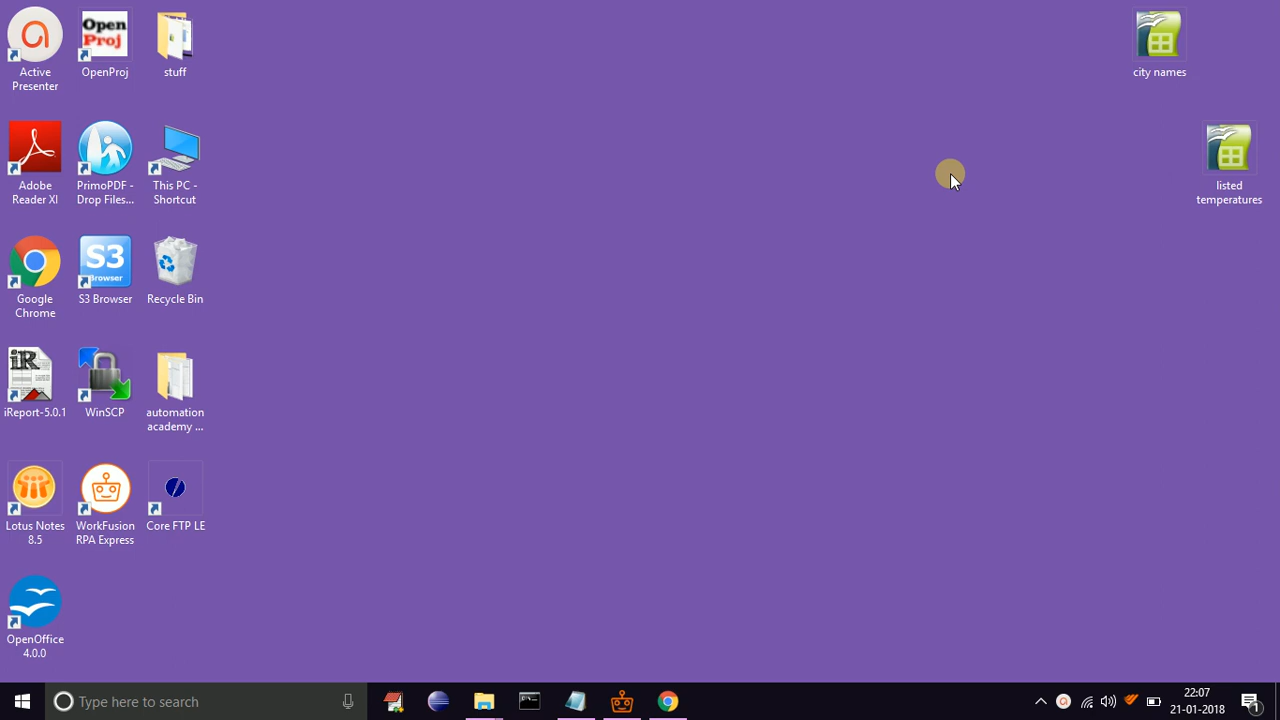 Active
Presenter
Open
Proj
OpenProj
stuff
city names
Adobe
Reader XI
PrimoPDF -
Drop Files...
This PC -
Shortcut
listed
temperatures
Google
Chrome
S3
Browser
S3 Browser
Recycle Bin
iR
iReport-5.0.1
WinSCP
automation
academy ...
Lotus Notes
8.5
WorkFusion
RPA Express
Core FTP LE
OpenOffice
4.0.0
Type here to search
22:07
21-01-2018
1